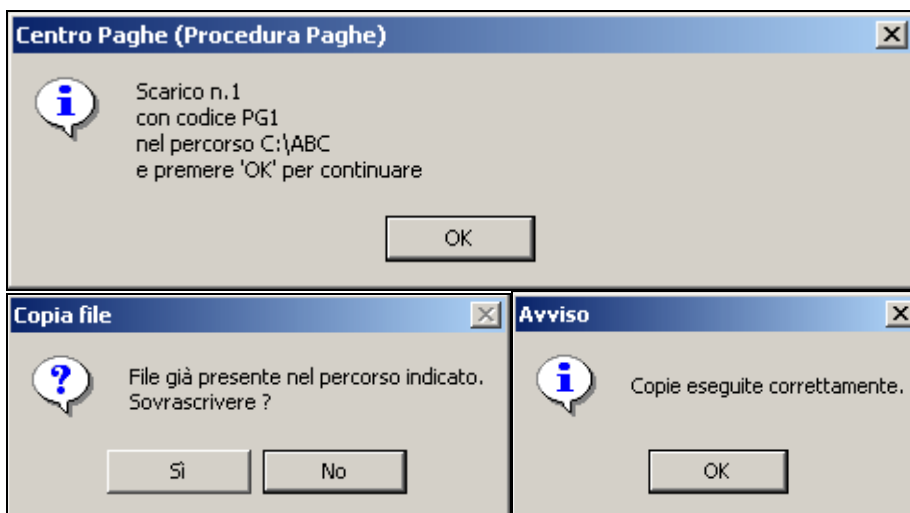 Centro Paghe (Procedura Paghe)
Scarico n.1
con codice PG1
nel percorso C:\ABC
e premere 'OK' per continuare
OK
Copia file
File già presente nel percorso indicato.
Sovrascrivere ?
Sì
No
Avviso
Copie eseguite correttamente.
OK